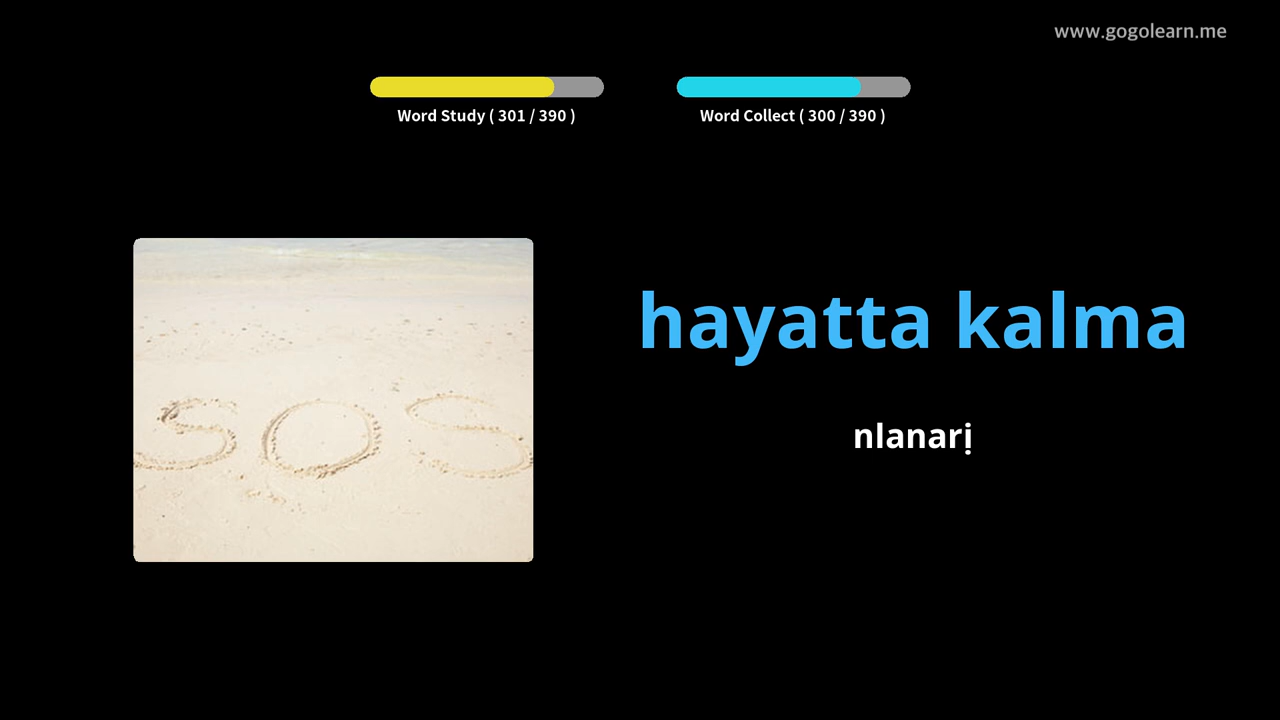 www.gogolearn.me
Word Study ( 301 / 390 )
Word Collect ( 300 / 390 )
hayatta kalma
nlanarị
SOS